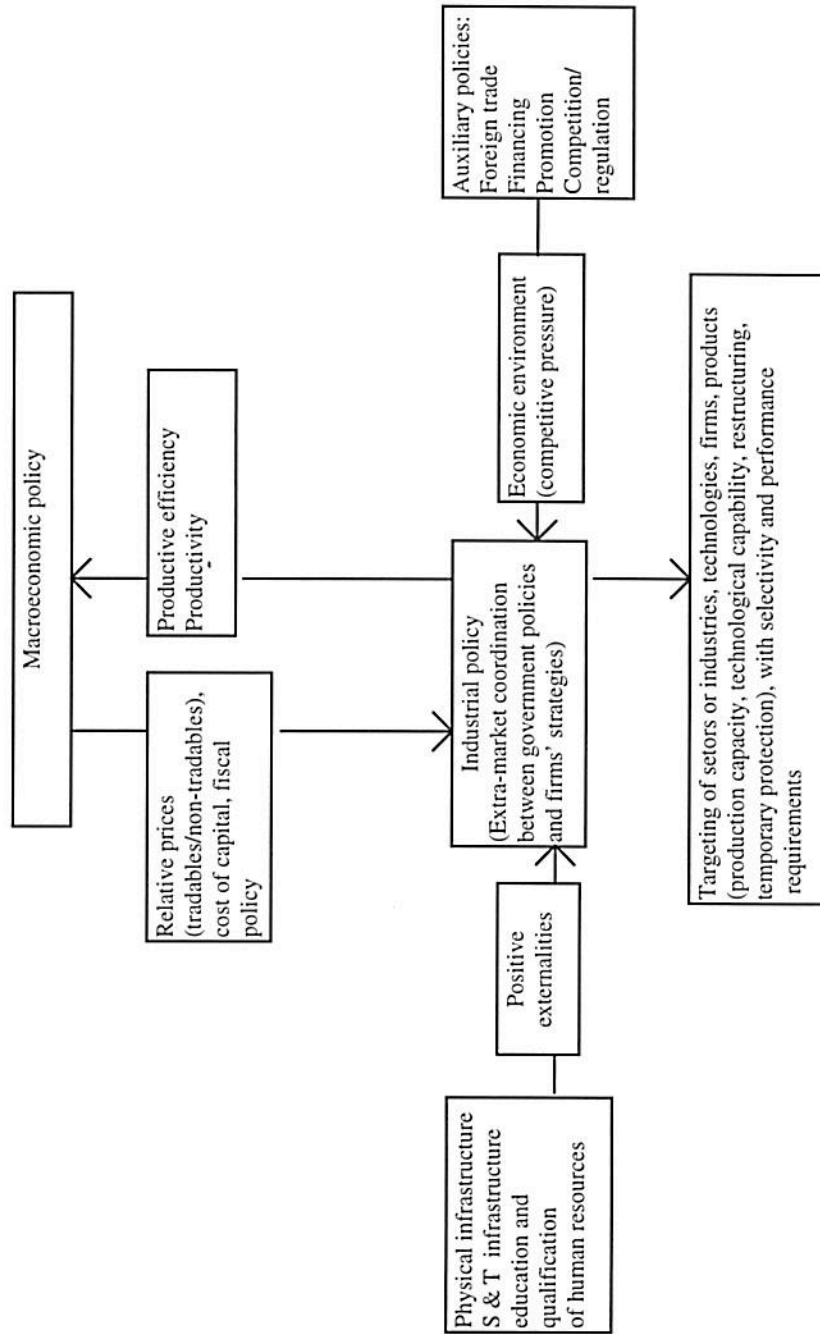 Macroeconomic policy
Relative prices
(tradables/non-tradables),
cost of capital, fiscal
policy
Productive efficiency
Productivity
Physical infrastructure
S & T infrastructure
education and
qualification
of human resources
Positive
externalities
Industrial policy
(Extra-market coordination
between government policies
and firms' strategies)
Economic environment
(competitive pressure)
Auxiliary policies:
Foreign trade
Financing
Promotion
Competition/
regulation
Targeting of setors or industries, technologies, firms, products
(production capacity, technological capability, restructuring,
temporary protection), with selectivity and performance
requirements